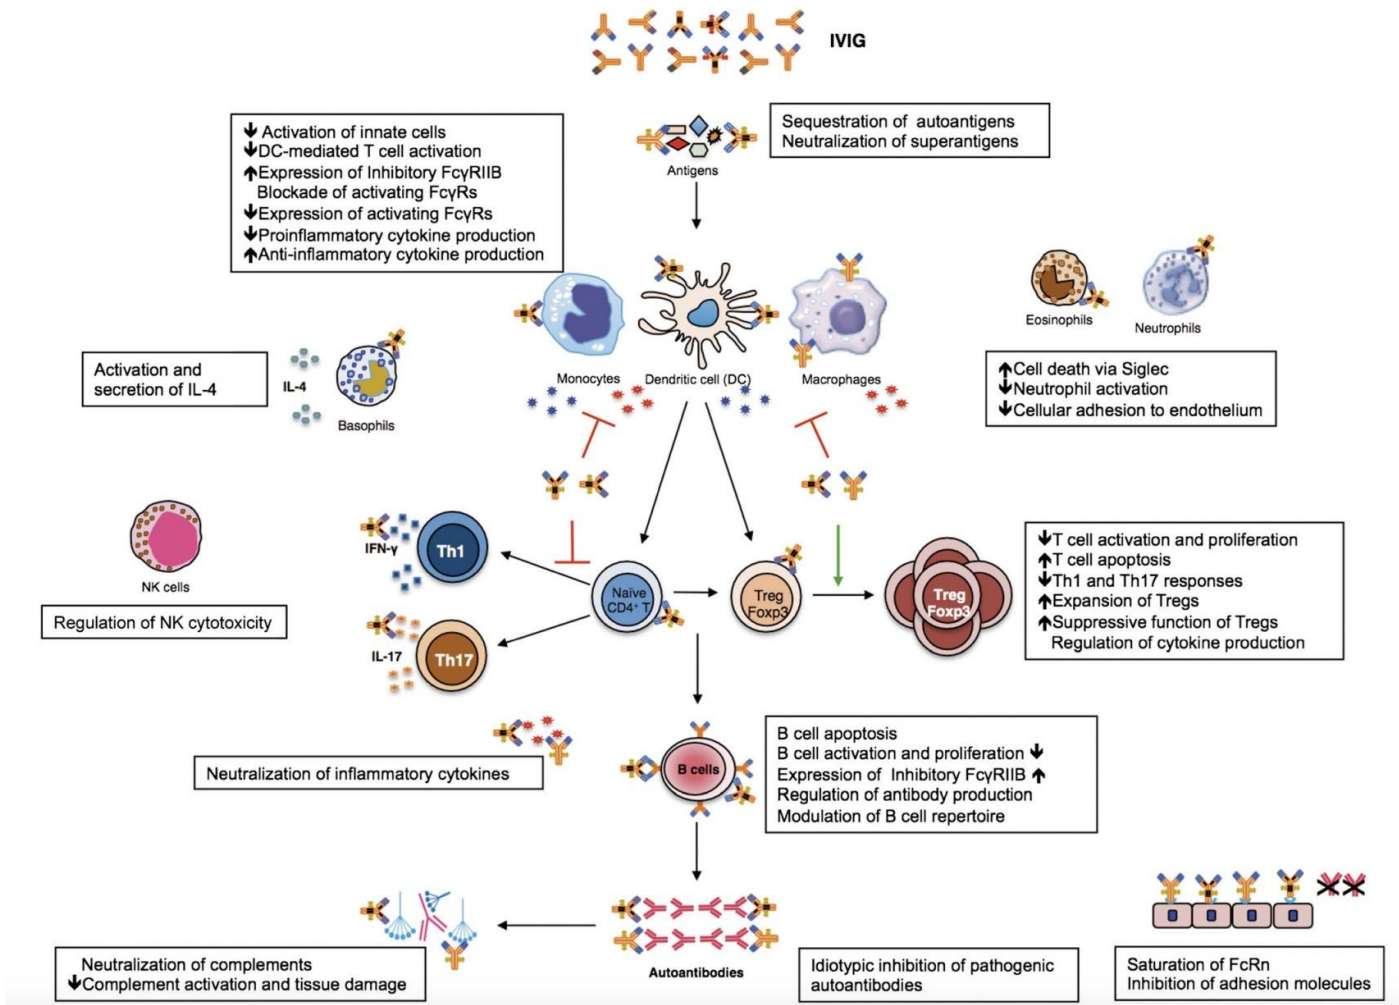 IVIG
Sequestration of autoantigens
Neutralization of superantigens
Antigens
↓Activation of innate cells
↓DC-mediated T cell activation
↑Expression of Inhibitory FcγRIIB
Blockade of activating FcγRs
↓Expression of activating FcγRs
↓Proinflammatory cytokine production
↑Anti-inflammatory cytokine production
Monocytes
Dendritic cell (DC)
Macrophages
Eosinophils
Neutrophils
↑Cell death via Siglec
↓Neutrophil activation
↓Cellular adhesion to endothelium
Activation and
secretion of IL-4
IL-4
Basophils
NK cells
Regulation of NK cytotoxicity
IFN-γ
Th1
IL-17
Th17
Naïve
CD4⁺ T
Treg
Foxp3
Treg
Foxp3
↓T cell activation and proliferation
↑T cell apoptosis
↓Th1 and Th17 responses
↑Expansion of Tregs
↑Suppressive function of Tregs
Regulation of cytokine production
Neutralization of inflammatory cytokines
B cells
B cell apoptosis
B cell activation and proliferation ↓
Expression of Inhibitory FcγRIIB ↑
Regulation of antibody production
Modulation of B cell repertoire
Neutralization of complements
↓Complement activation and tissue damage
Autoantibodies
Idiotypic inhibition of pathogenic
autoantibodies
Saturation of FcRn
Inhibition of adhesion molecules